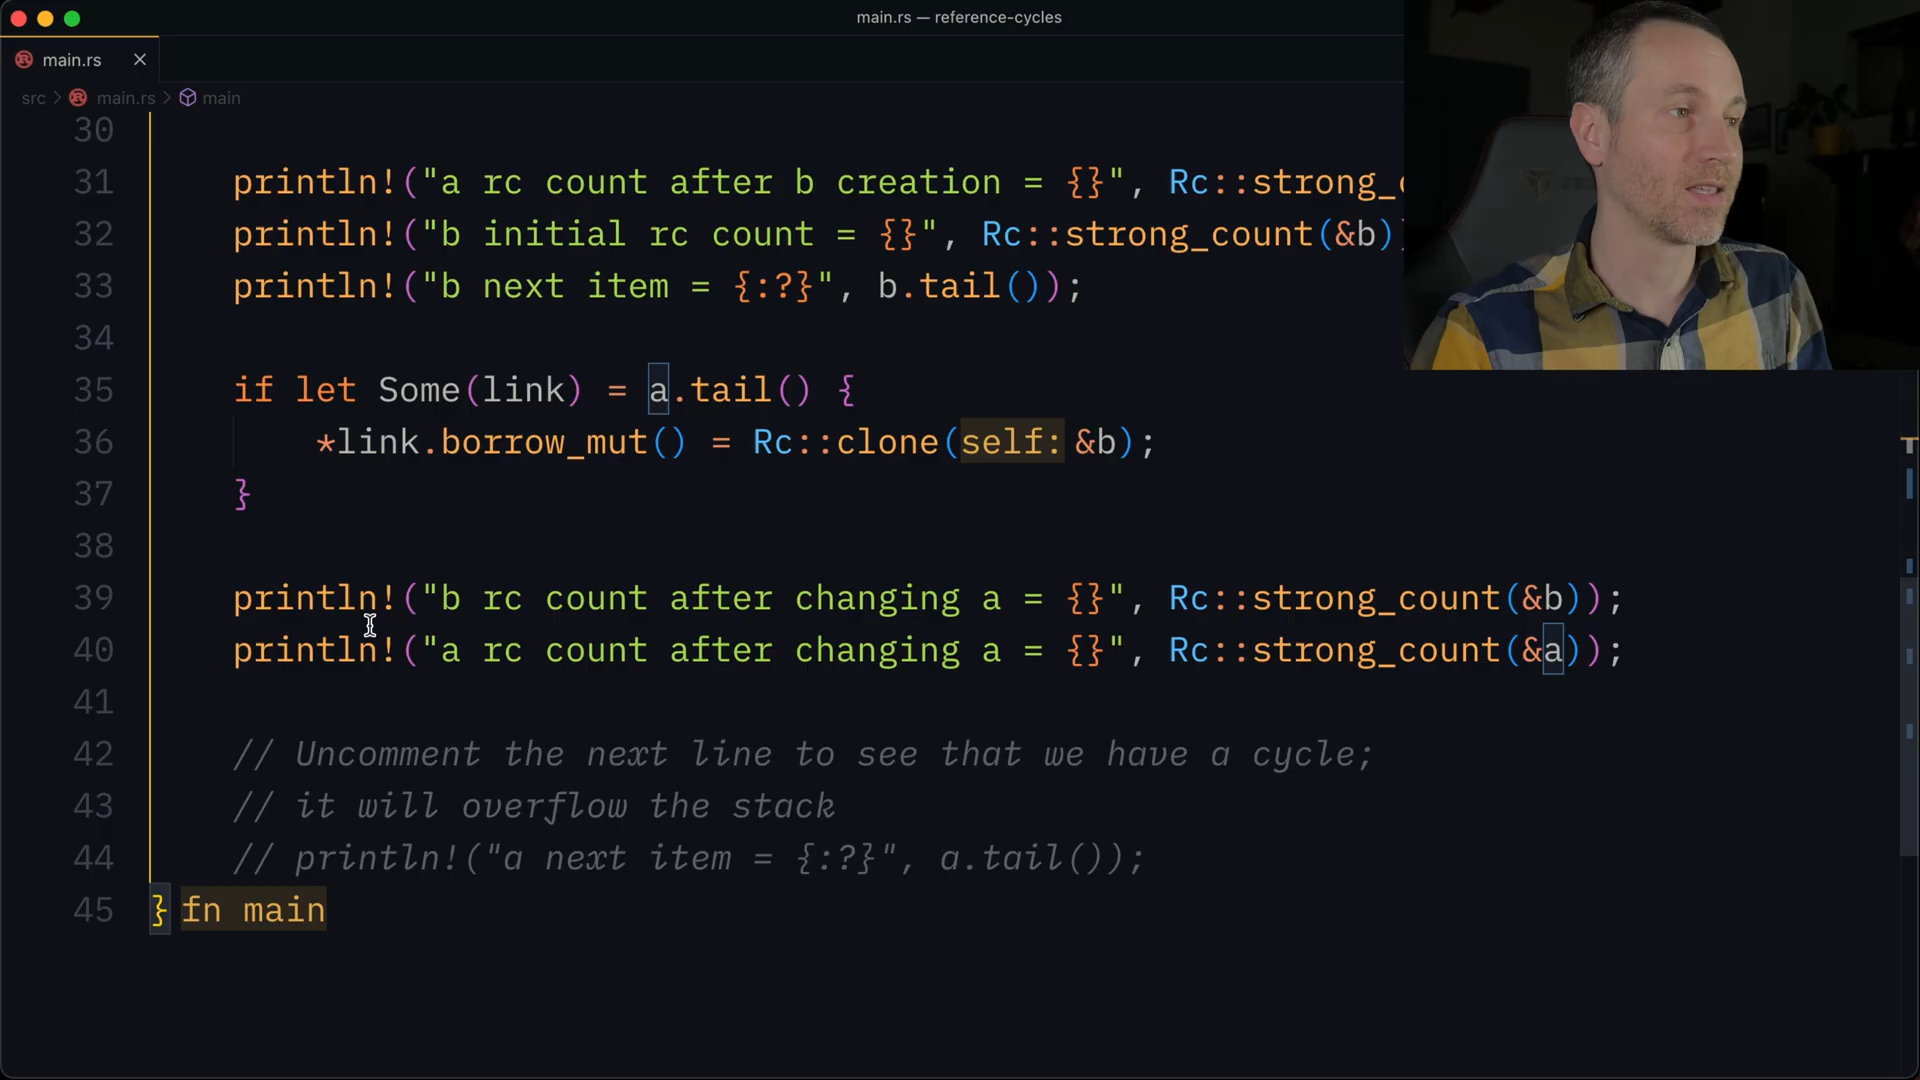 main.rs — reference-cycles
main.rs
src > main.rs > main
30
31 println!("a rc count after b creation = {}", Rc::strong_
32 println!("b initial rc count = {}", Rc::strong_count(&b)
33 println!("b next item = {:?}", b.tail());
34
35 if let Some(link) = a.tail() {
36 *link.borrow_mut() = Rc::clone(self: &b);
37 }
38
39 println!("b rc count after changing a = {}", Rc::strong_count(&b));
40 println!("a rc count after changing a = {}", Rc::strong_count(&a));
41
42 // Uncomment the next line to see that we have a cycle;
43 // it will overflow the stack
44 // println!("a next item = {:?}", a.tail());
45 } fn main